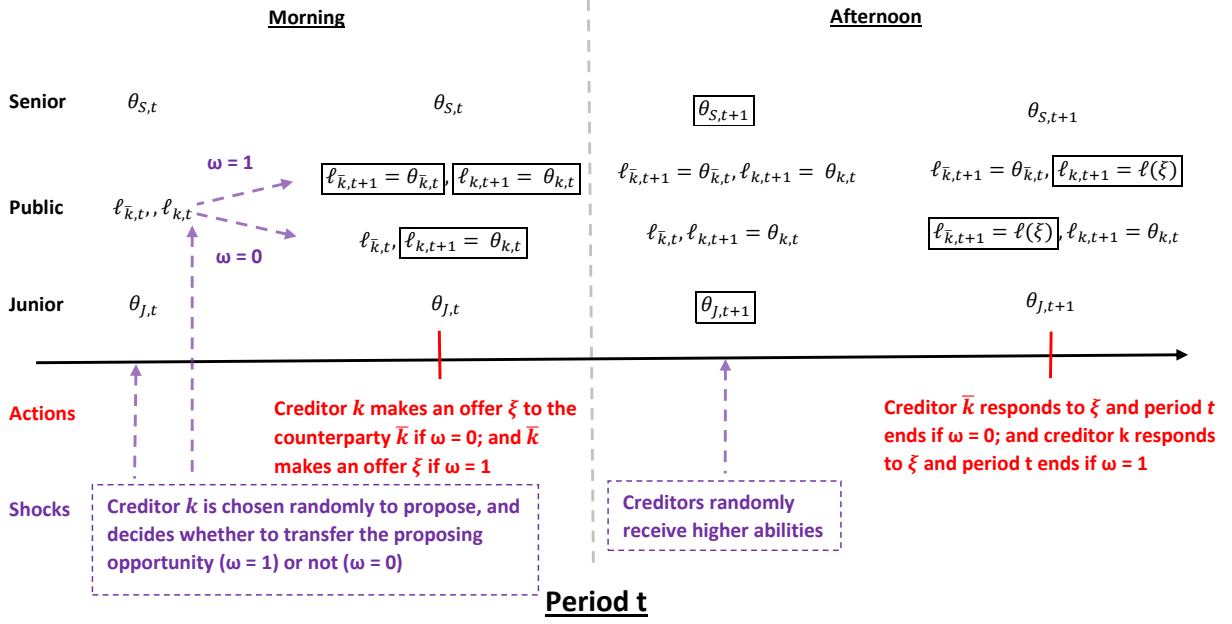 Morning
Afternoon
Senior θ_{S,t} θ_{S,t} θ_{S,t+1} θ_{S,t+1}
ω = 1
ℓ_{k̄,t+1} = θ_{k̄,t}, ℓ_{k,t+1} = θ_{k,t} ℓ_{k̄,t+1} = θ_{k̄,t}, ℓ_{k,t+1} = θ_{k,t} ℓ_{k̄,t+1} = θ_{k̄,t}, ℓ_{k,t+1} = ℓ(ξ)
Public ℓ_{k̄,t}, , ℓ_{k,t}
ω = 0
ℓ_{k̄,t}, ℓ_{k,t+1} = θ_{k,t} ℓ_{k̄,t}, ℓ_{k,t+1} = θ_{k,t} ℓ_{k̄,t+1} = ℓ(ξ), ℓ_{k,t+1} = θ_{k,t}
Junior θ_{J,t} θ_{J,t} θ_{J,t+1} θ_{J,t+1}
Actions
Creditor k makes an offer ξ to the
counterparty k̄ if ω = 0; and k̄
makes an offer ξ if ω = 1
Creditor k̄ responds to ξ and period t
ends if ω = 0; and creditor k responds
to ξ and period t ends if ω = 1
Shocks
Creditor k is chosen randomly to propose, and
decides whether to transfer the proposing
opportunity (ω = 1) or not (ω = 0)
Creditors randomly
receive higher abilities
Period t